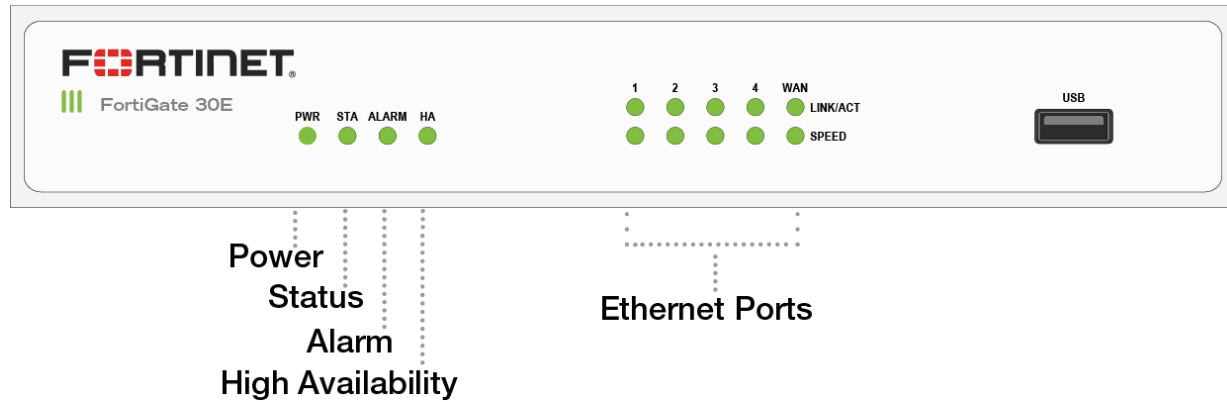 FORTINET®
FortiGate 30E
PWR STA ALARM HA
1 2 3 4 WAN
LINK/ACT
SPEED
USB
Power
Status
Alarm
High Availability
Ethernet Ports